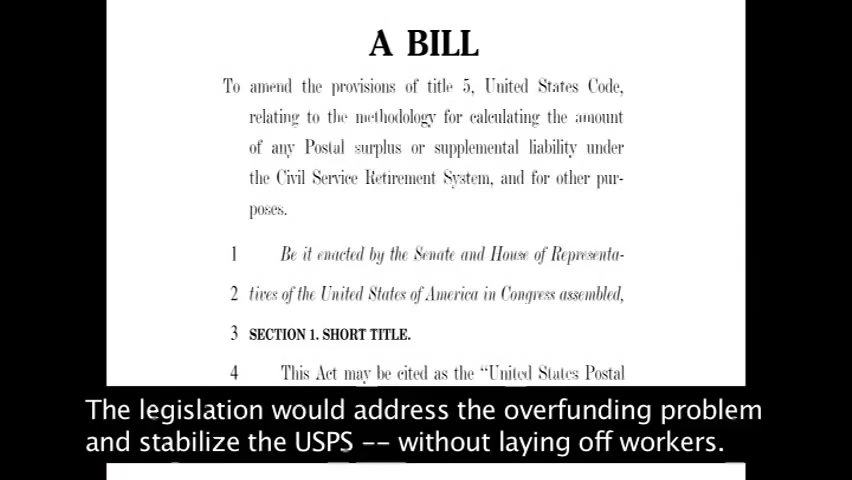 A BILL
To amend the provisions of title 5, United States Code,
relating to the methodology for calculating the amount
of any Postal surplus or supplemental liability under
the Civil Service Retirement System, and for other pur-
poses.
1 Be it enacted by the Senate and House of Representa-
2 tives of the United States of America in Congress assembled,
3 SECTION 1. SHORT TITLE.
4 This Act may be cited as the “United States Postal
The legislation would address the overfunding problem
and stabilize the USPS -- without laying off workers.